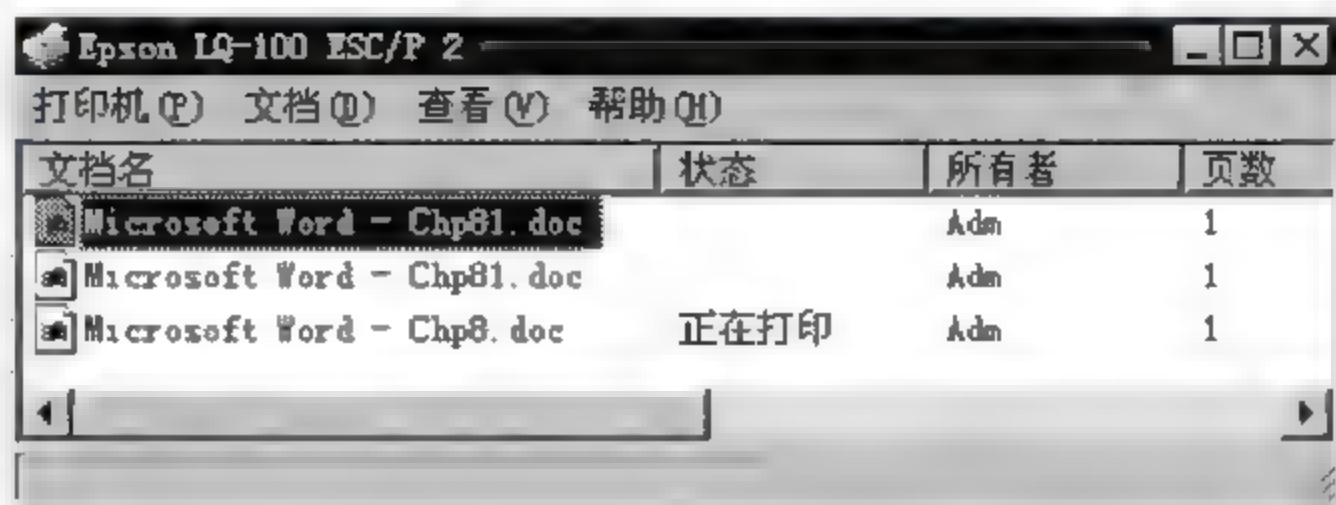 Epson LQ-100 ESC/P 2
打印机(P) 文档(D) 查看(V) 帮助(H)
文档名 状态 所有者 页数
Microsoft Word - Chp81.doc Adm 1
Microsoft Word - Chp81.doc Adm 1
Microsoft Word - Chp8.doc 正在打印 Adm 1